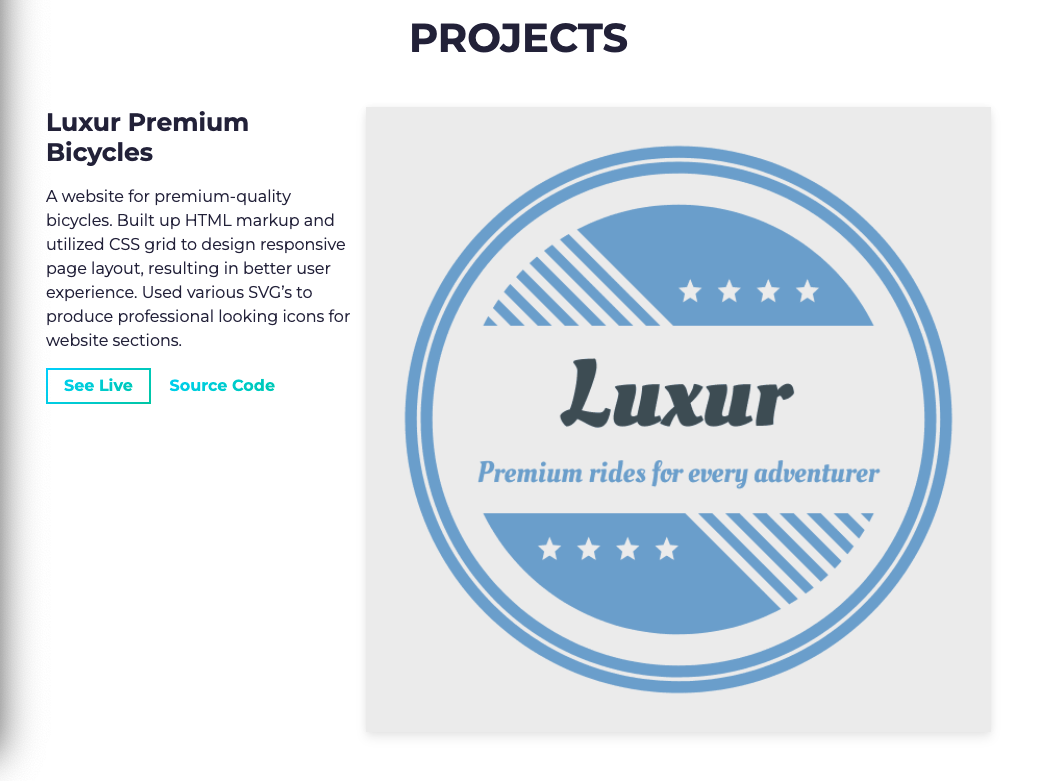 PROJECTS
Luxur Premium
Bicycles
A website for premium-quality
bicycles. Built up HTML markup and
utilized CSS grid to design responsive
page layout, resulting in better user
experience. Used various SVG’s to
produce professional looking icons for
website sections.
See Live
Source Code
Luxur
Premium rides for every adventurer